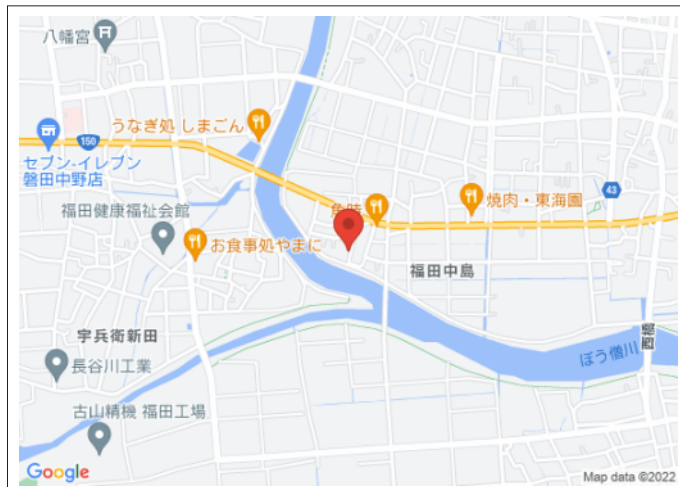 八幡宮
うなぎ処 しまごん
150
セブン-イレブン
磐田中野店
43
焼肉・東海園
福田健康福祉会館
お食事処やまに
福田中島
宇兵衛新田
長谷川工業
ぼう僧川
西橋
古山精機 福田工場
Google
Map data ©2022